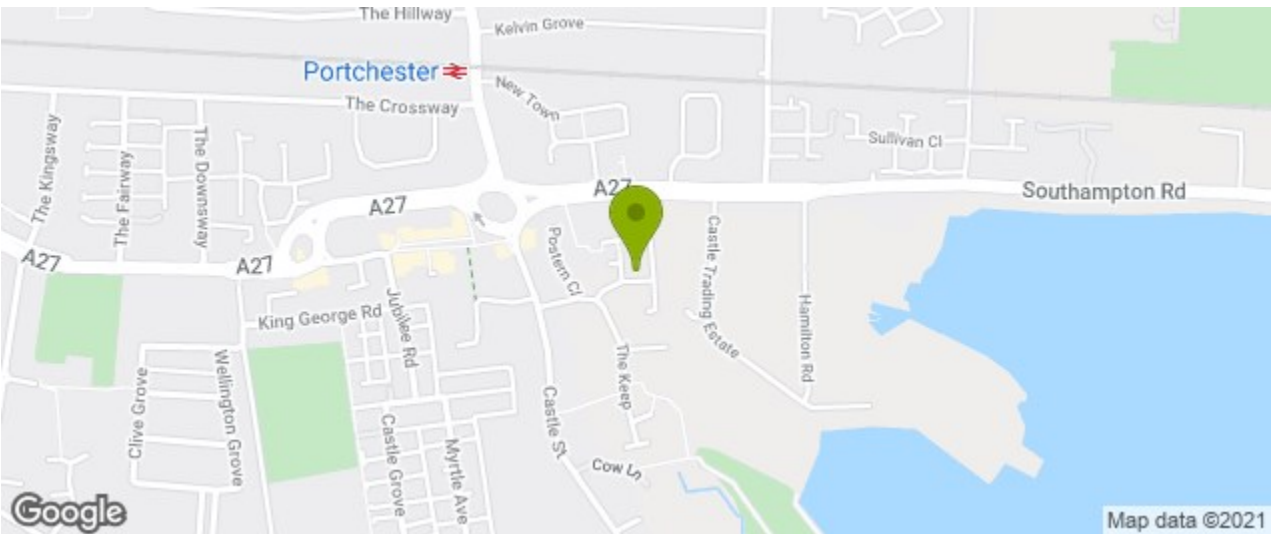 The Hillway
Kelvin Grove
Portchester
New Town
The Crossway
Sullivan Cl
The Kingsway
The Fairway
The Downsway
A27
Southampton Rd
A27
A27
A27
Postern Cl
Castle Trading Estate
Hamilton Rd
Jubilee Rd
King George Rd
The Keep
Wellington Grove
Clive Grove
Castle St
Castle Grove
Myrtle Ave
Cow Ln
Google
Map data ©2021